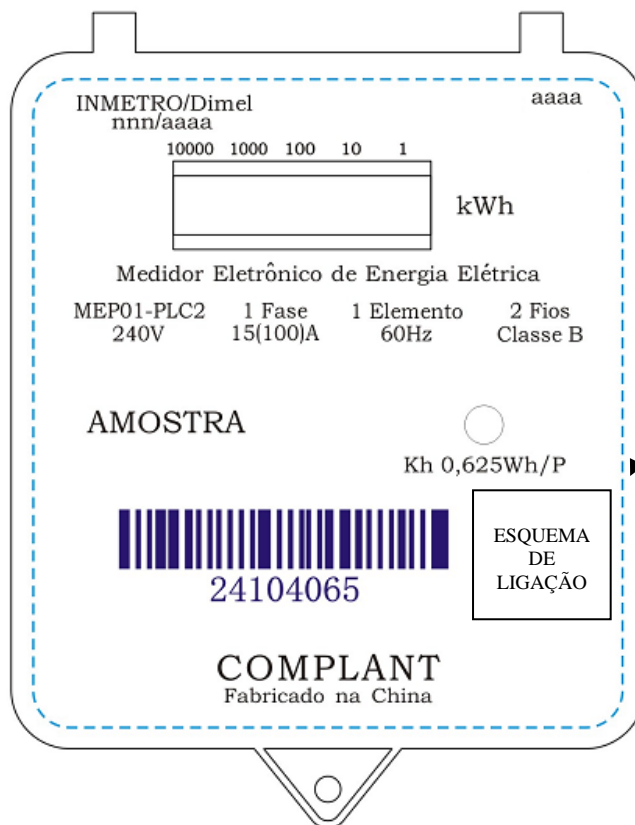 INMETRO/Dimel
nnn/aaaa
aaaa
10000 1000 100 10 1
kWh
Medidor Eletrônico de Energia Elétrica
MEP01-PLC2 1 Fase 1 Elemento 2 Fios
240V 15(100)A 60Hz Classe B
AMOSTRA
Kh 0,625Wh/P
ESQUEMA
DE
LIGAÇÃO
24104065
COMPLANT
Fabricado na China